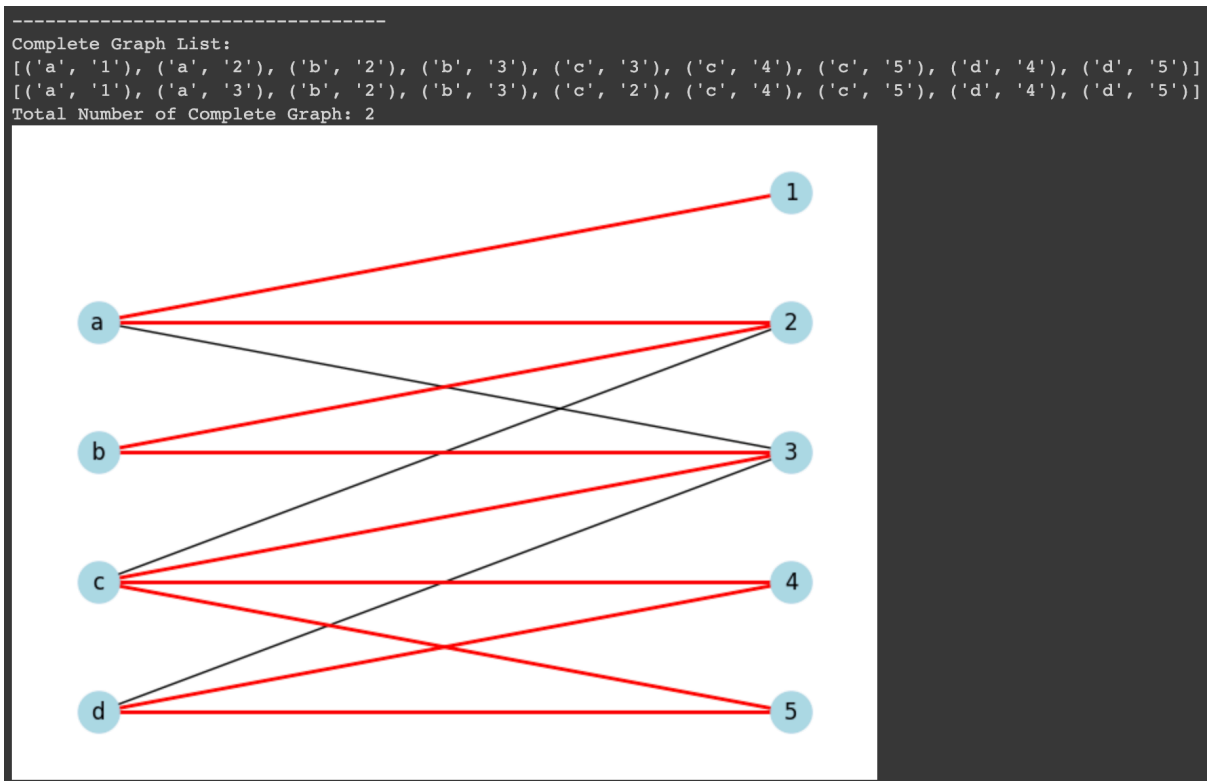 ----------------------------------
Complete Graph List:
[('a', '1'), ('a', '2'), ('b', '2'), ('b', '3'), ('c', '3'), ('c', '4'), ('c', '5'), ('d', '4'), ('d', '5')]
[('a', '1'), ('a', '3'), ('b', '2'), ('b', '3'), ('c', '2'), ('c', '4'), ('c', '5'), ('d', '4'), ('d', '5')]
Total Number of Complete Graph: 2
1
a 2
b 3
c 4
d 5